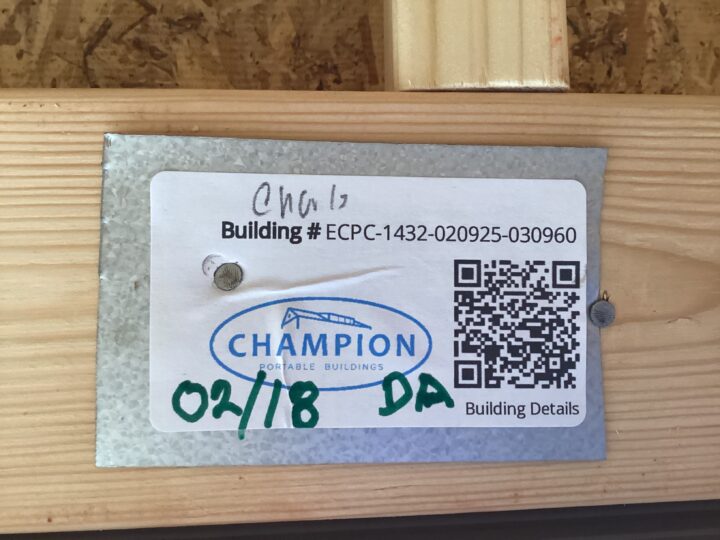 Building # ECPC-1432-020925-030960
CHAMPION
PORTABLE BUILDINGS
02/18 DA
Building Details